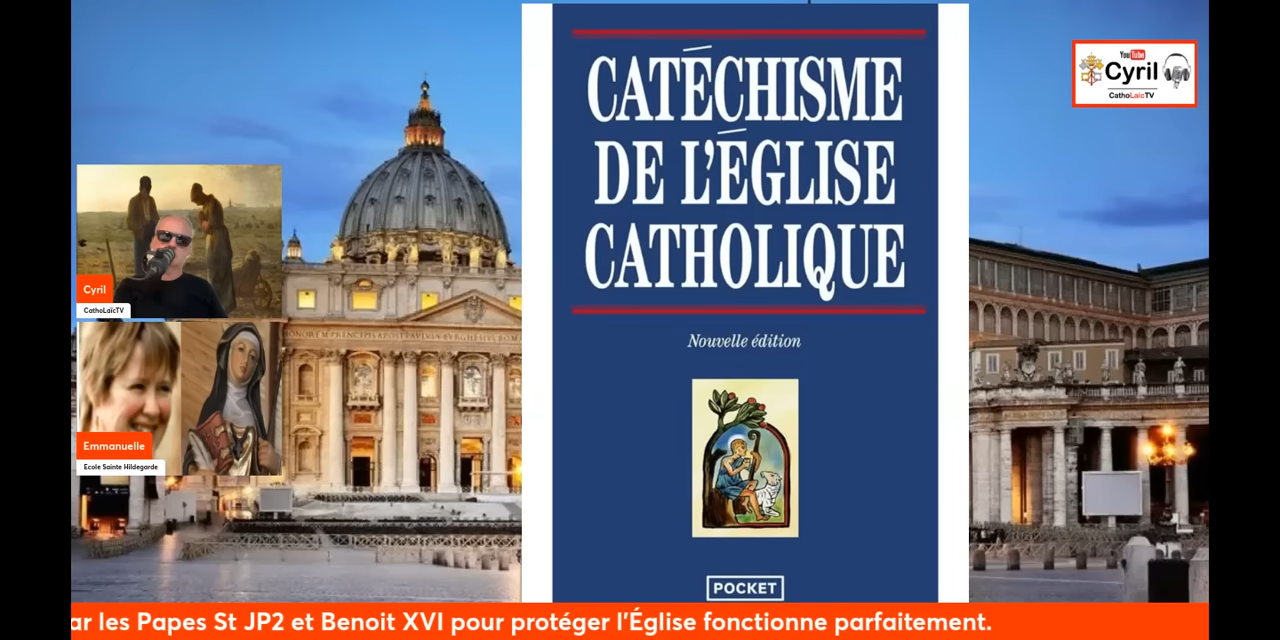 CATÉCHISME
DE L'ÉGLISE
CATHOLIQUE
Nouvelle édition
POCKET
YouTube
Cyril
CathoLaïcTV
Cyril
CathoLaïcTV
Emmanuelle
Ecole Sainte Hildegarde
ar les Papes St JP2 et Benoit XVI pour protéger l'Église fonctionne parfaitement.